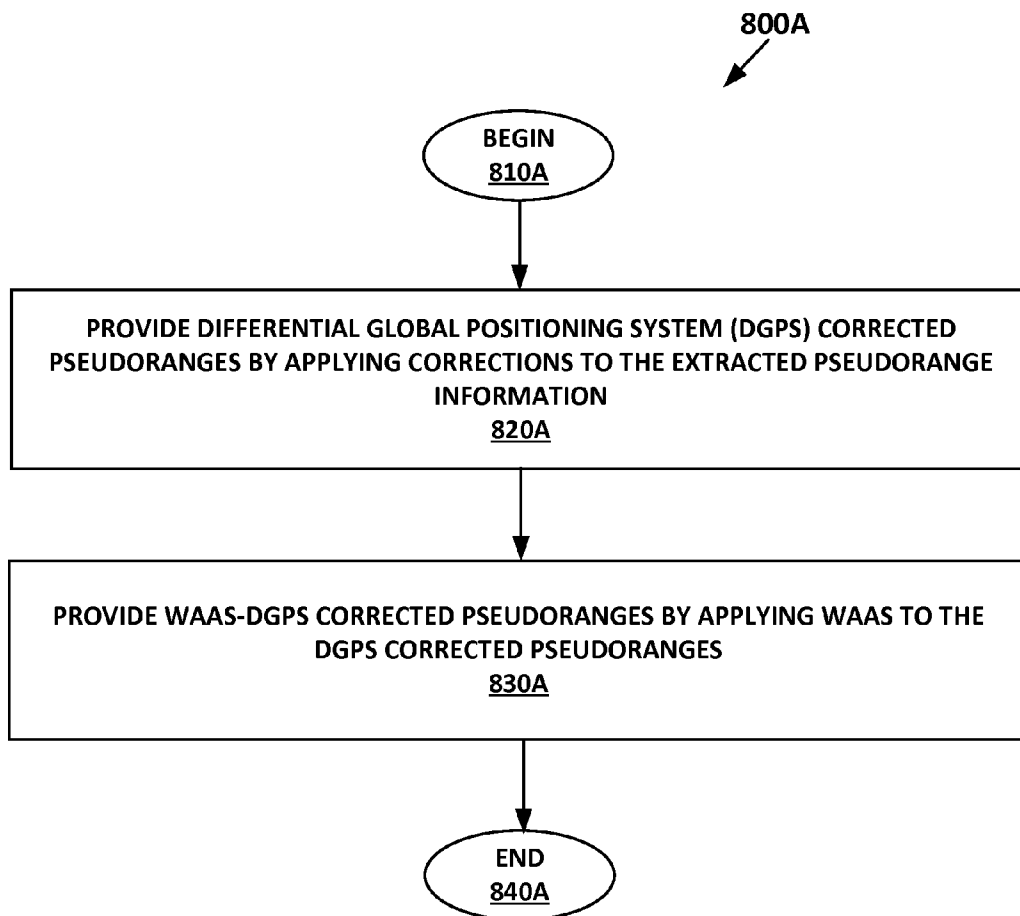 800A
BEGIN
810A
PROVIDE DIFFERENTIAL GLOBAL POSITIONING SYSTEM (DGPS) CORRECTED
PSEUDORANGES BY APPLYING CORRECTIONS TO THE EXTRACTED PSEUDORANGE
INFORMATION
820A
PROVIDE WAAS-DGPS CORRECTED PSEUDORANGES BY APPLYING WAAS TO THE
DGPS CORRECTED PSEUDORANGES
830A
END
840A